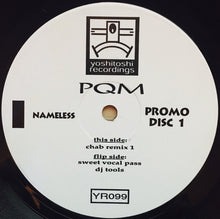 yoshitoshi
recordings
PQM
NAMELESS
PROMO
DISC 1
this side:
chab remix 1
flip side:
sweet vocal pass
dj tools
YR099